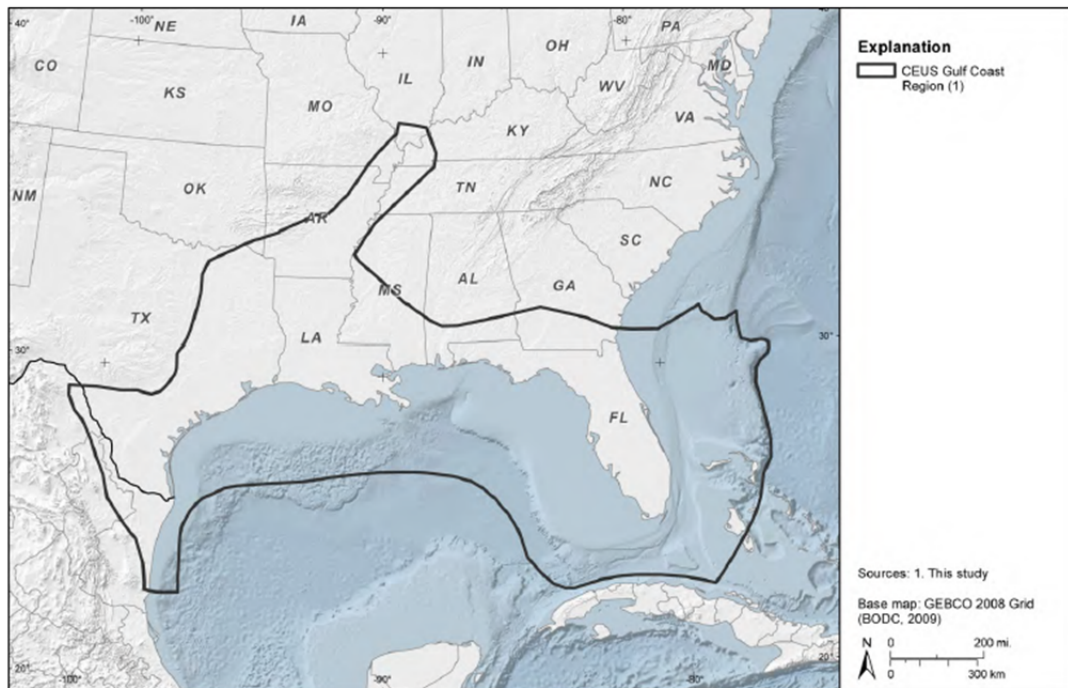 40°
-100°
NE
IA
-90°
-80°
PA
40°
CO
KS
MO
IL
IN
OH
WV
MD
VA
KY
NM
OK
AR
TN
NC
SC
TX
LA
MS
AL
GA
30°
30°
FL
20°
-100°
-90°
-80°
20°
Explanation
CEUS Gulf Coast
Region (1)
Sources: 1. This study
Base map: GEBCO 2008 Grid
(BODC, 2009)
N
0 200 mi.
0 300 km